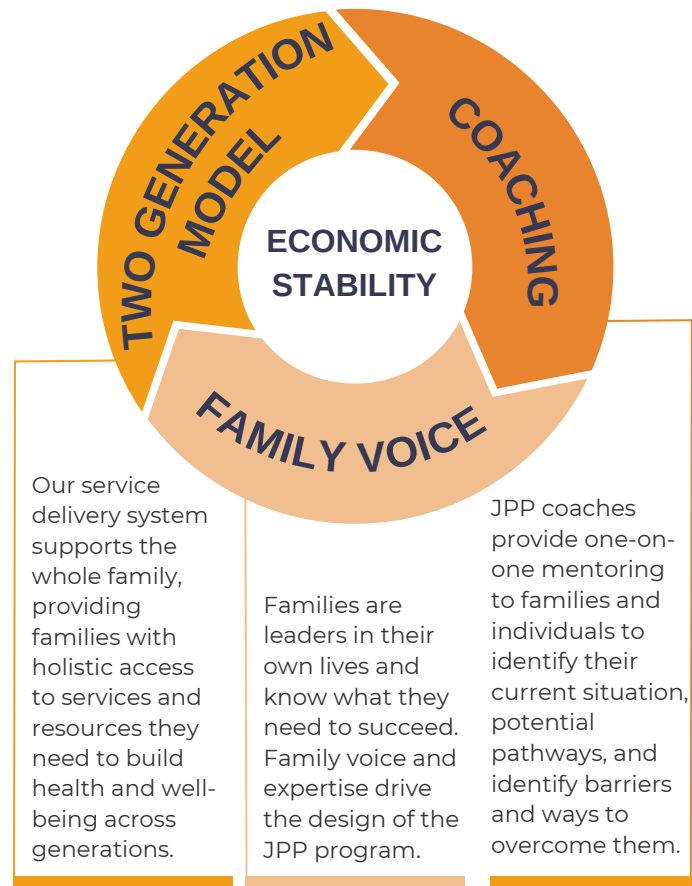 TWO GENERATION
MODEL
COACHING
ECONOMIC
STABILITY
FAMILY VOICE
Our service
delivery system
supports the
whole family,
providing
families with
holistic access
to services and
resources they
need to build
health and well-
being across
generations.
Families are
leaders in their
own lives and
know what they
need to succeed.
Family voice and
expertise drive
the design of the
JPP program.
JPP coaches
provide one-on-
one mentoring
to families and
individuals to
identify their
current situation,
potential
pathways, and
identify barriers
and ways to
overcome them.